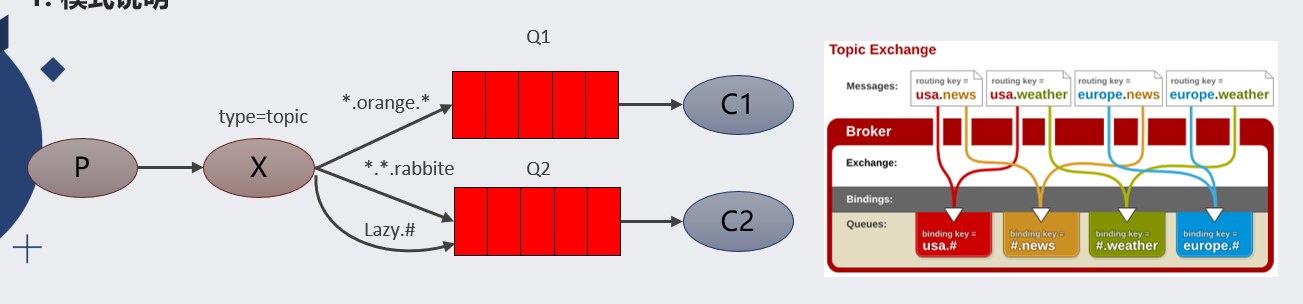 1. 模式说明
Q1
*.orange.*
C1
type=topic
P
X
*.*.rabbite
Q2
Lazy.#
C2
Topic Exchange
Messages:
routing key =
usa.news
routing key =
usa.weather
routing key =
europe.news
routing key =
europe.weather
Broker
Exchange:
Bindings:
Queues:
binding key =
usa.#
binding key =
#.news
binding key =
#.weather
binding key =
europe.#